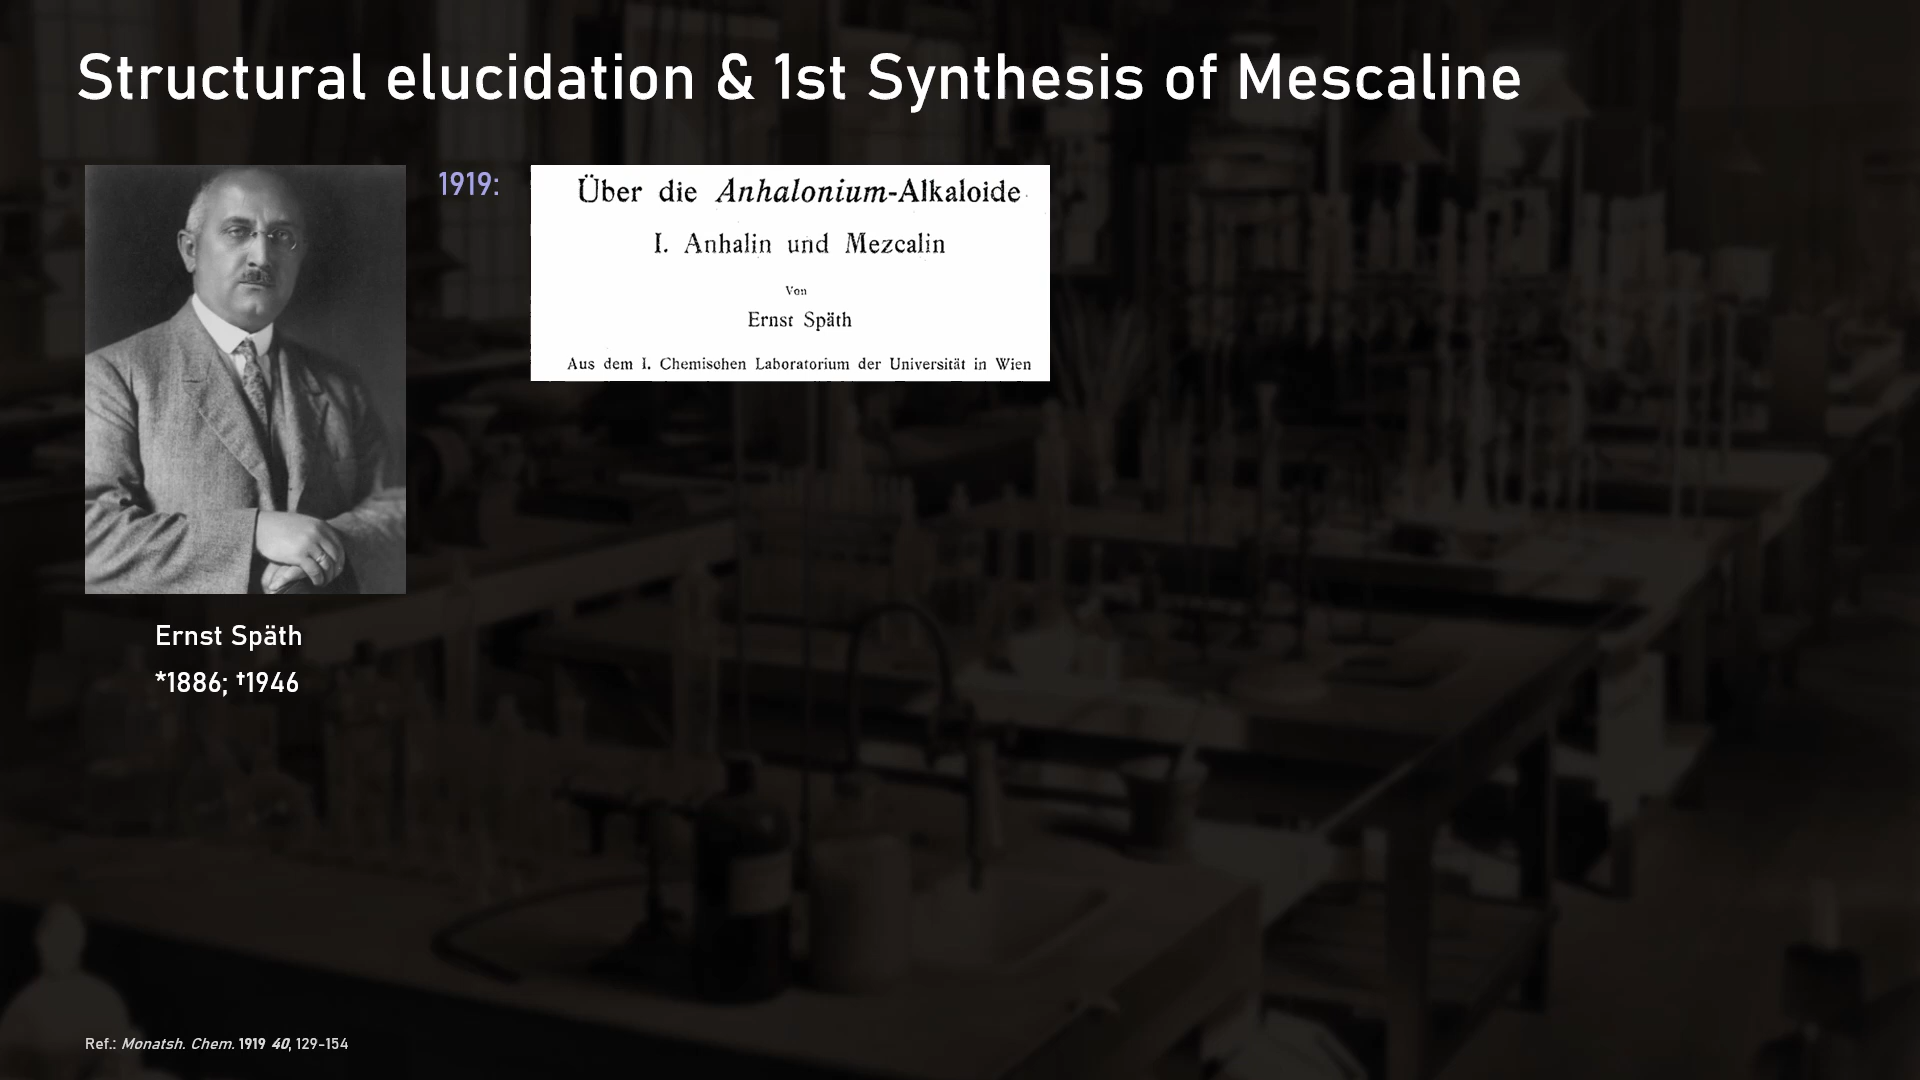 Structural elucidation & 1st Synthesis of Mescaline
1919:
Über die Anhalonium-Alkaloide
I. Anhalin und Mezcalin
Von
Ernst Späth
Aus dem I. Chemischen Laboratorium der Universität in Wien
Ernst Späth
*1886; †1946
Ref.: Monatsh. Chem. 1919 40, 129-154